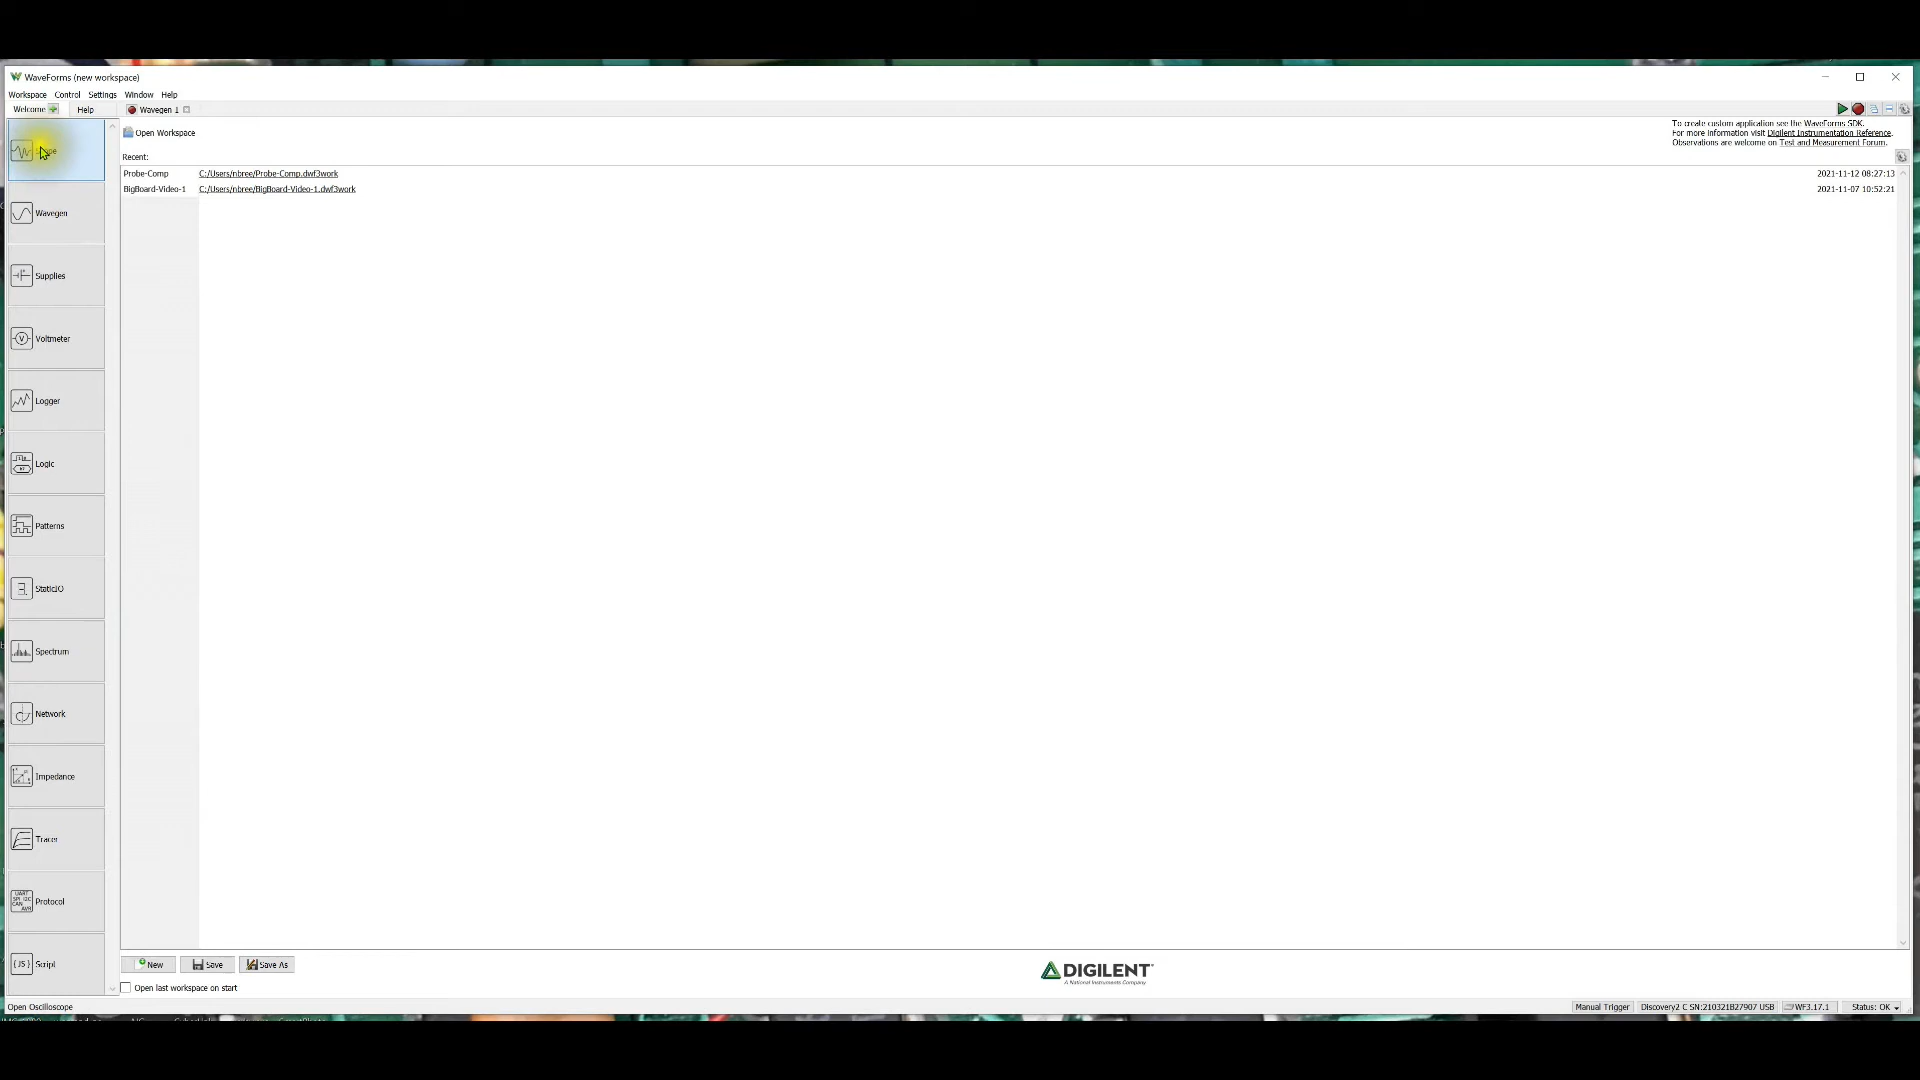 WaveForms (new workspace)
Workspace Control Settings Window Help
Welcome Help Wavegen 1
Open Workspace
To create custom application see the WaveForms SDK.
For more information visit Digilent Instrumentation Reference.
Observations are welcome on Test and Measurement Forum.
Recent:
Probe-Comp C:/Users/nbree/Probe-Comp.dwf3work 2021-11-12 08:27:13
BigBoard-Video-1 C:/Users/nbree/BigBoard-Video-1.dwf3work 2021-11-07 10:52:21
Wavegen
Supplies
Voltmeter
Logger
Logic
Patterns
StaticIO
Spectrum
Network
Impedance
Tracer
Protocol
Script
New Save Save As
Open last workspace on start
DIGILENT
A National Instruments Company
Open Oscilloscope
Manual Trigger Discovery2 C SN:210321B27907 USB WF3.17.1 Status: OK